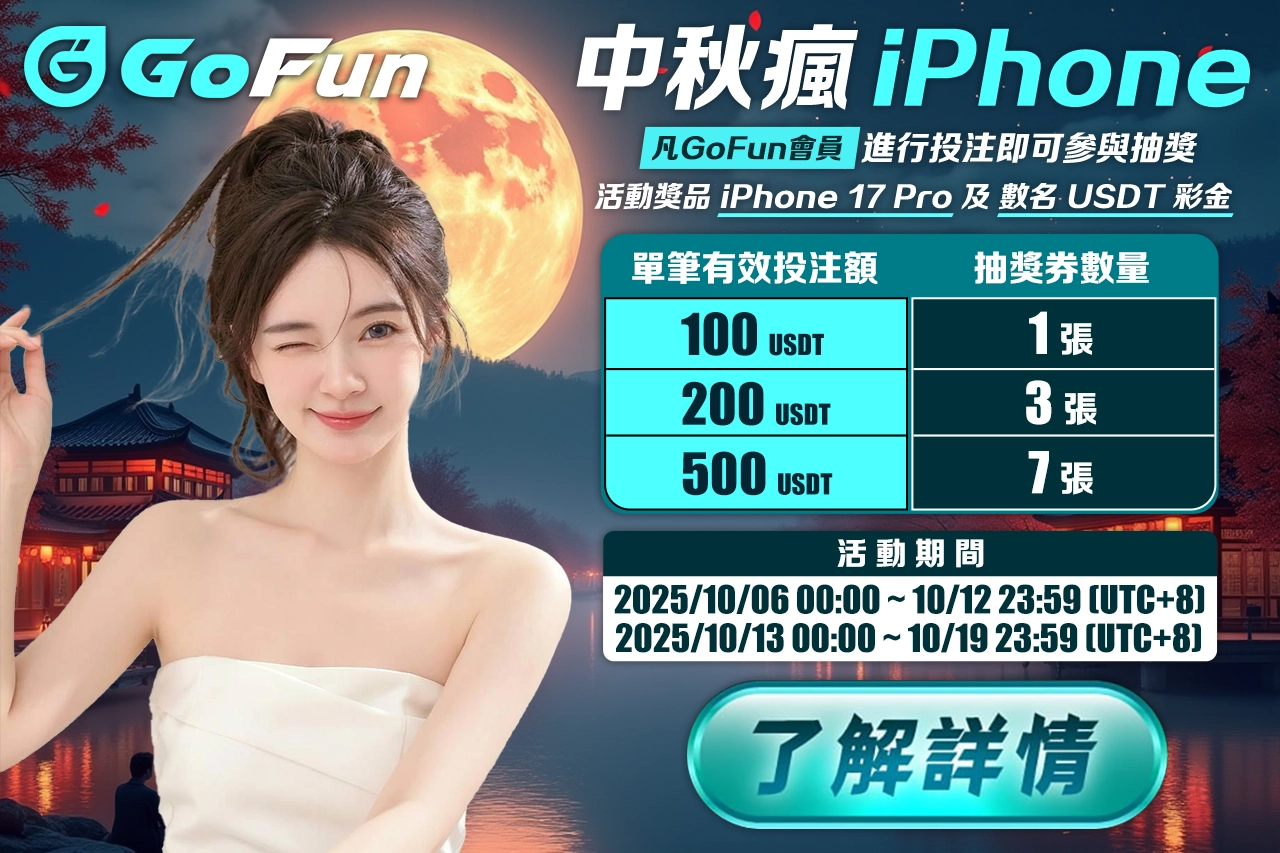 GoFun
中秋瘋 iPhone
凡GoFun會員 進行投注即可參與抽獎
活動獎品 iPhone 17 Pro 及 數名 USDT 彩金
單筆有效投注額 抽獎券數量
100 USDT 1 張
200 USDT 3 張
500 USDT 7 張
活動期間
2025/10/06 00:00 ~ 10/12 23:59 (UTC+8)
2025/10/13 00:00 ~ 10/19 23:59 (UTC+8)
了解詳情